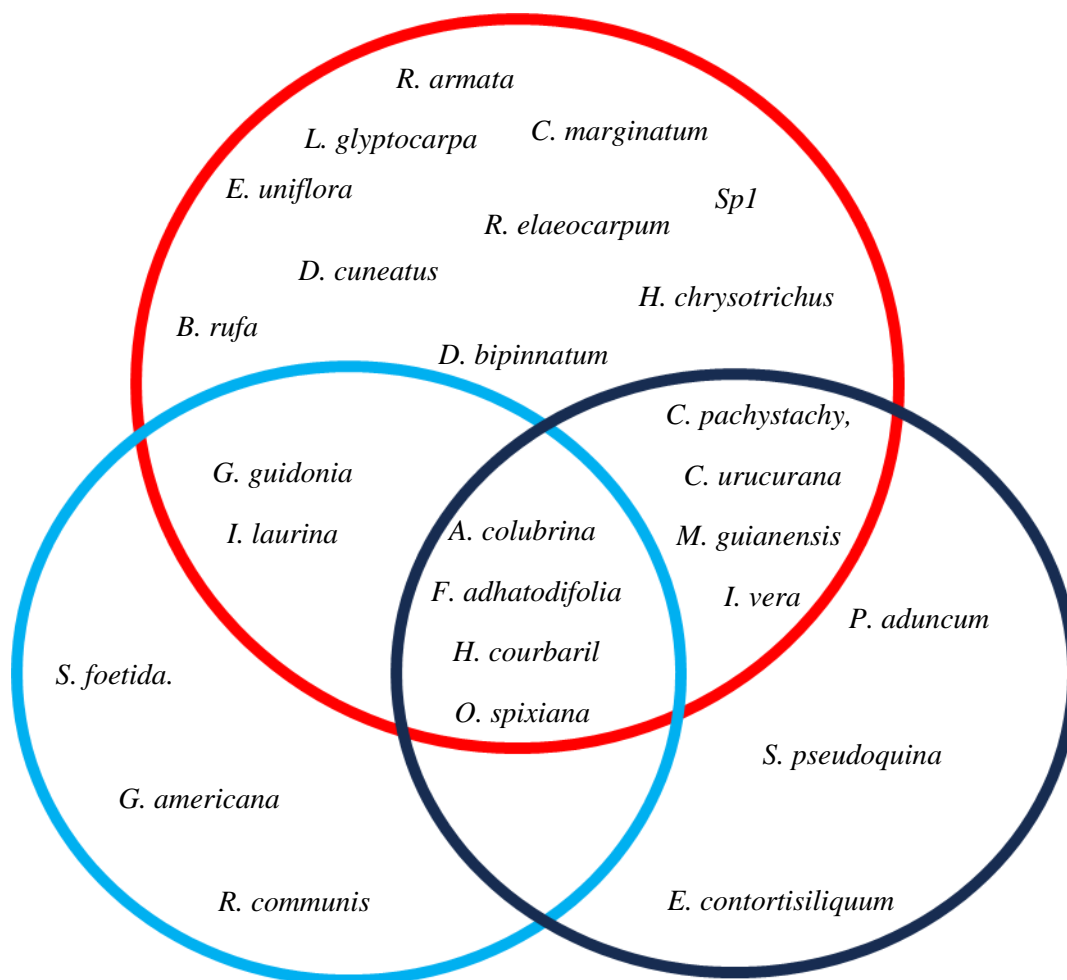 R. armata
L. glyptocarpa
C. marginatum
E. uniflora
Sp1
R. elaeocarpum
D. cuneatus
H. chrysotrichus
B. rufa
D. bipinnatum
C. pachystachy,
G. guidonia
C. urucurana
I. laurina
A. colubrina
M. guianensis
F. adhatodifolia
I. vera
P. aduncum
H. courbaril
S. foetida.
O. spixiana
S. pseudoquina
G. americana
R. communis
E. contortisiliquum